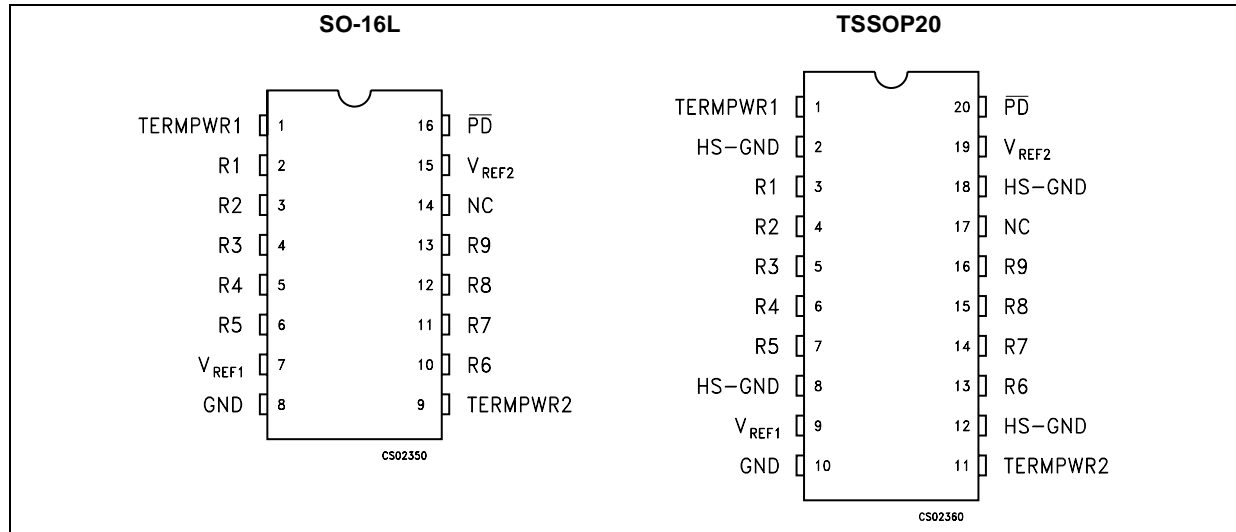 SO-16L
TERMPWR1 1 16 P̅D̅
R1 2 15 VREF2
R2 3 14 NC
R3 4 13 R9
R4 5 12 R8
R5 6 11 R7
VREF1 7 10 R6
GND 8 9 TERMPWR2
CS02350
TSSOP20
TERMPWR1 1 20 P̅D̅
HS-GND 2 19 VREF2
R1 3 18 HS-GND
R2 4 17 NC
R3 5 16 R9
R4 6 15 R8
R5 7 14 R7
HS-GND 8 13 R6
VREF1 9 12 HS-GND
GND 10 11 TERMPWR2
CS02360